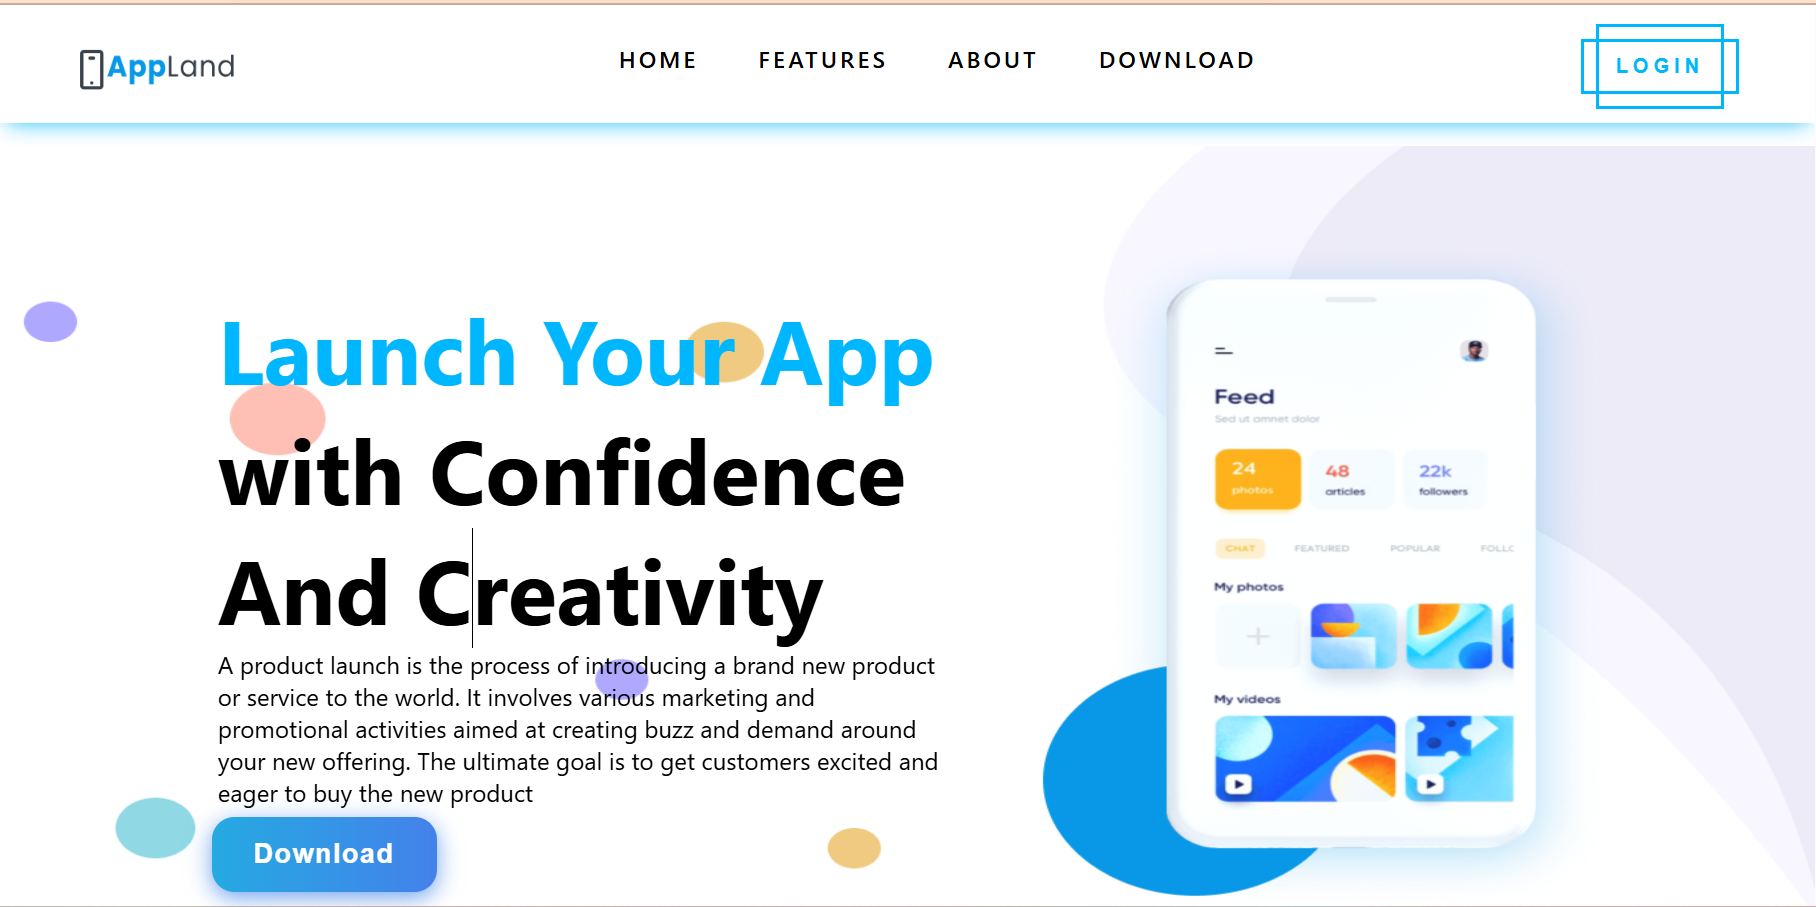 AppLand
HOME FEATURES ABOUT DOWNLOAD
LOGIN
Launch Your App
with Confidence
And Creativity
A product launch is the process of introducing a brand new product
or service to the world. It involves various marketing and
promotional activities aimed at creating buzz and demand around
your new offering. The ultimate goal is to get customers excited and
eager to buy the new product
Download
Feed
Sed ut amnet dolor
24 48 22k
photos articles followers
CHAT FEATURED POPULAR FOLLC
My photos
My videos